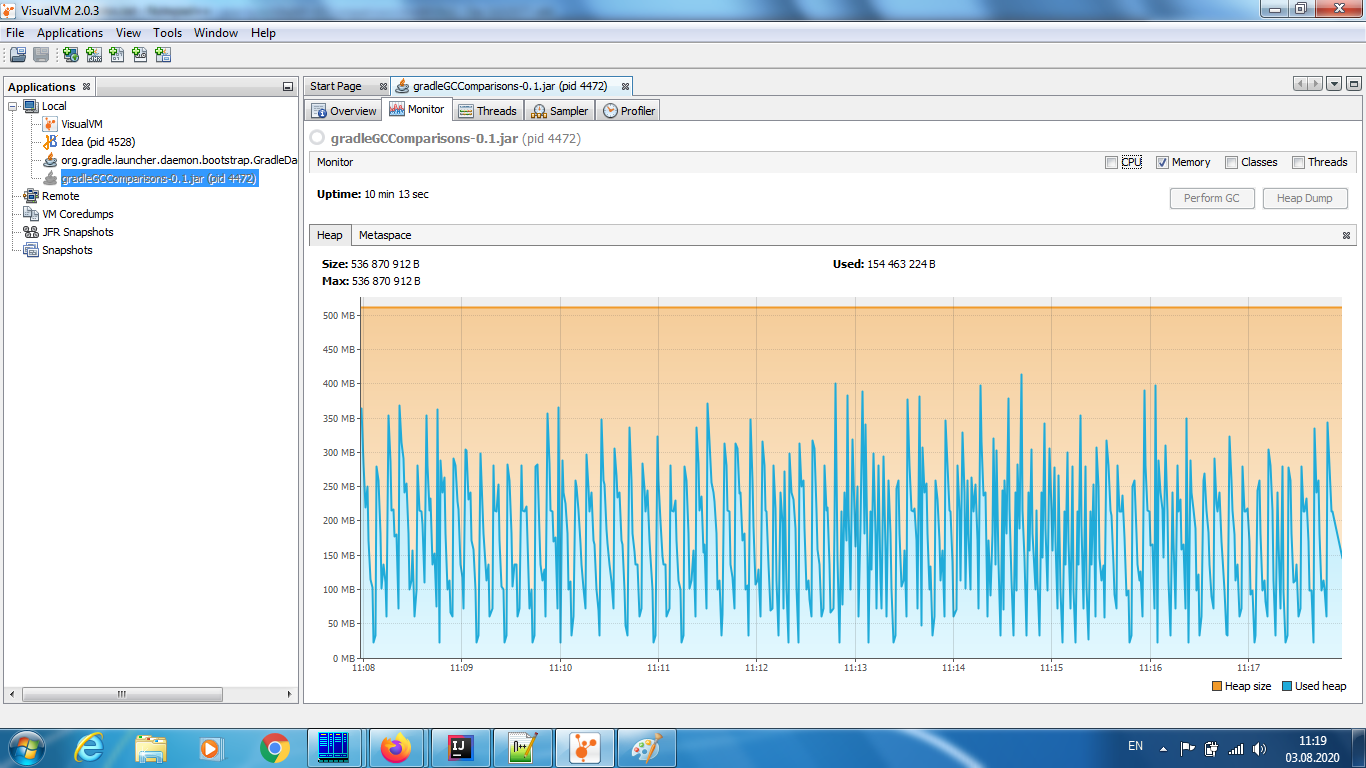 VisualVM 2.0.3
File Applications View Tools Window Help
Applications
Local
VisualVM
Idea (pid 4528)
org.gradle.launcher.daemon.bootstrap.GradleDa
gradleGCComparisons-0.1.jar (pid 4472)
Remote
VM Coredumps
JFR Snapshots
Snapshots
Start Page gradleGCComparisons-0.1.jar (pid 4472)
Overview Monitor Threads Sampler Profiler
gradleGCComparisons-0.1.jar (pid 4472)
Monitor CPU Memory Classes Threads
Uptime: 10 min 13 sec
Perform GC Heap Dump
Heap Metaspace
Size: 536 870 912 B Used: 154 463 224 B
Max: 536 870 912 B
500 MB
450 MB
400 MB
350 MB
300 MB
250 MB
200 MB
150 MB
100 MB
50 MB
0 MB
11:08 11:09 11:10 11:11 11:12 11:13 11:14 11:15 11:16 11:17
Heap size Used heap
EN
11:19
03.08.2020